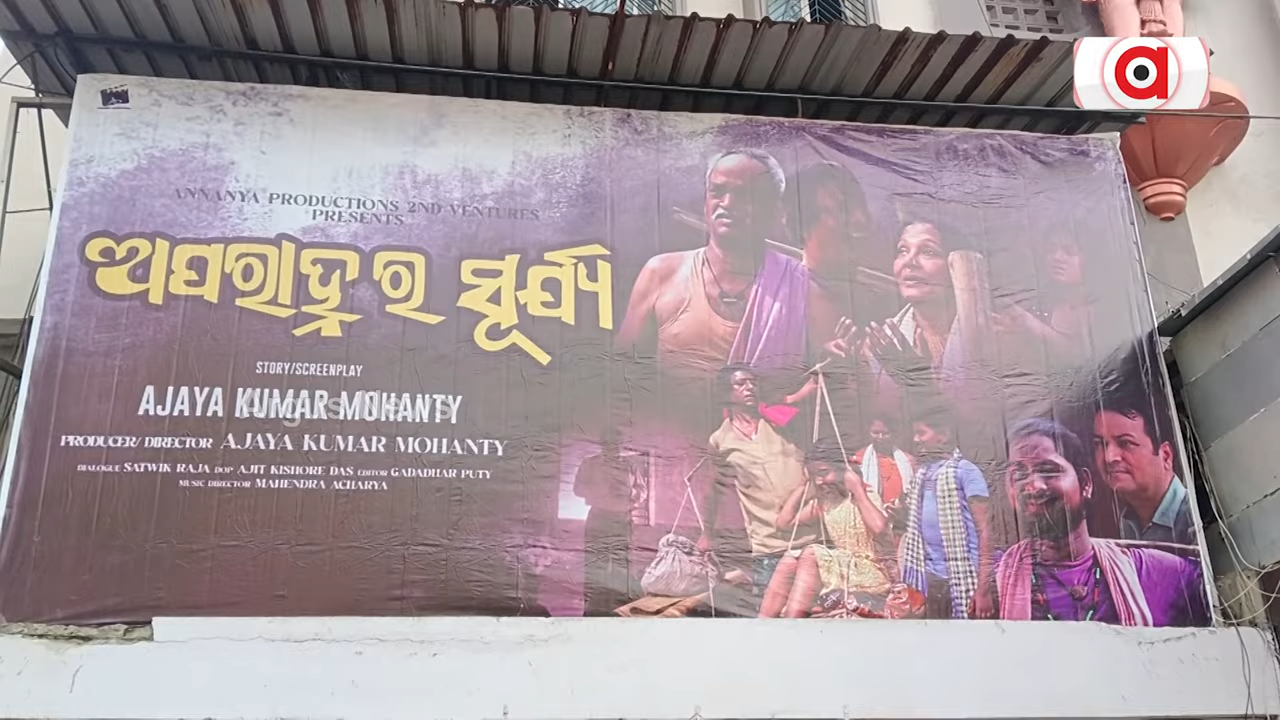 ANNANYA PRODUCTIONS 2ND VENTURES
PRESENTS
ଅପରାହ୍ନର ସୂର୍ଯ୍ୟ
STORY/SCREENPLAY
AJAYA KUMAR MOHANTY
PRODUCER/ DIRECTOR AJAYA KUMAR MOHANTY
DIALOGUE SATWIK RAJA DOP AJIT KISHORE DAS EDITOR GADADHAR PUTY
MUSIC DIRECTOR MAHENDRA ACHARYA
a